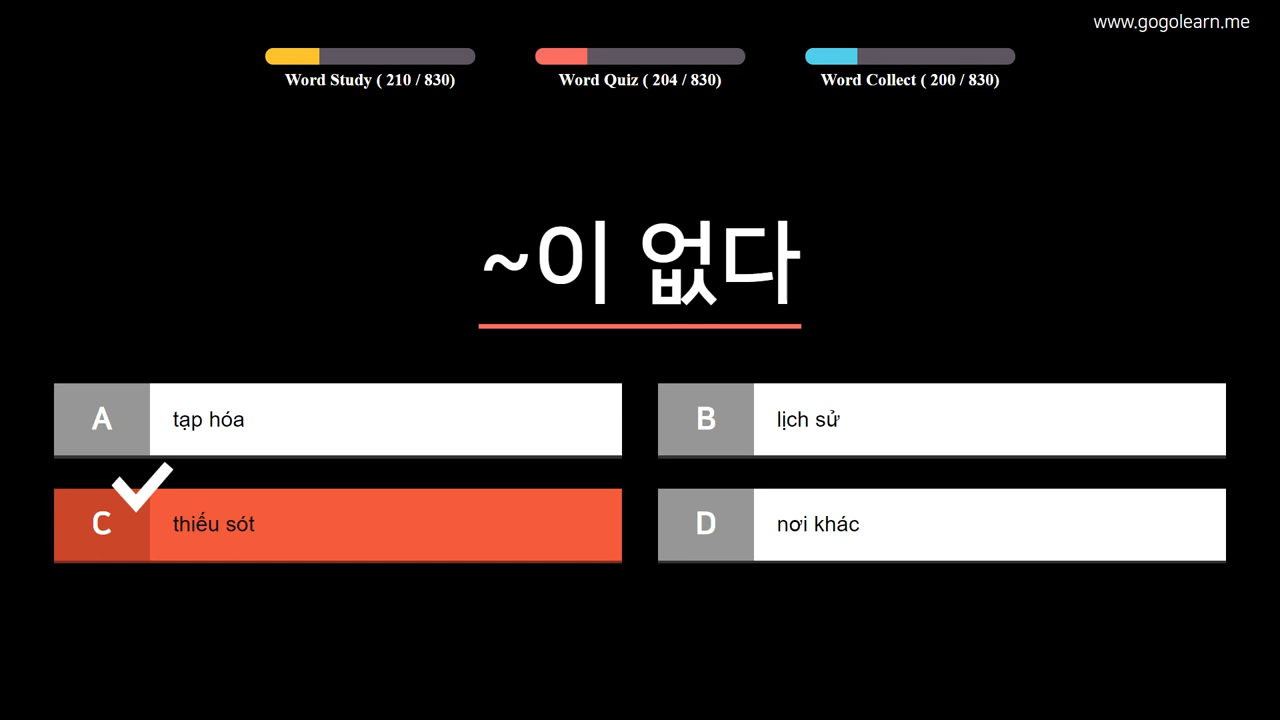 www.gogolearn.me
Word Study ( 210 / 830)
Word Quiz ( 204 / 830)
Word Collect ( 200 / 830)
~이 없다
A tạp hóa
B lịch sử
C thiếu sót
D nơi khác